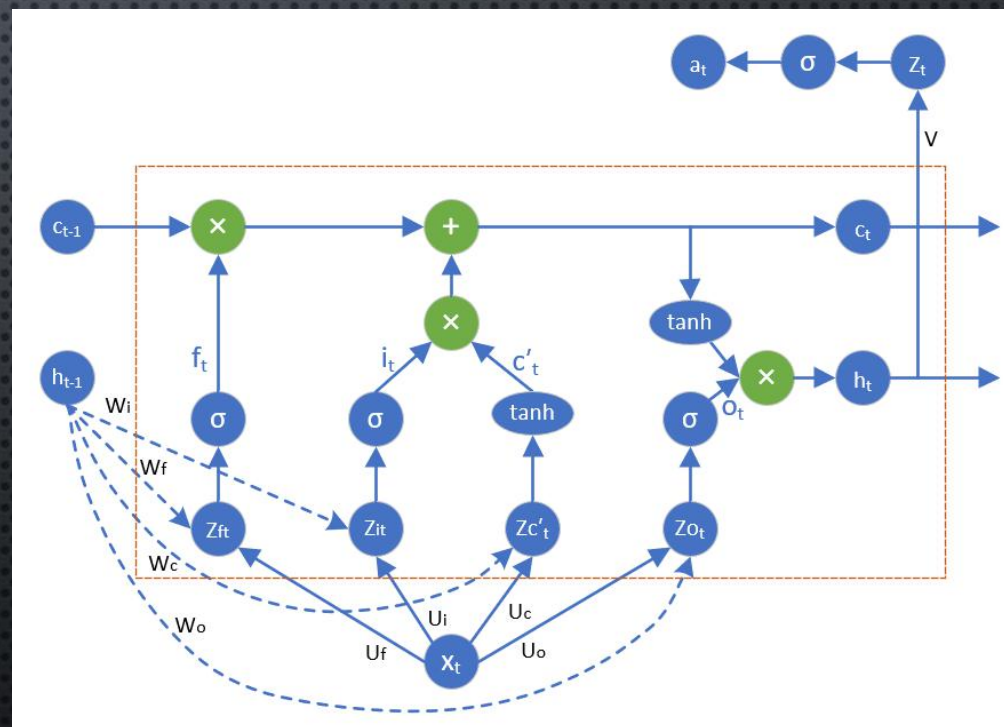 aₜ σ Zₜ
V
cₜ₋₁ × + cₜ
tanh
×
fₜ iₜ c′ₜ
hₜ₋₁ × hₜ
Wi σ σ tanh σ oₜ
Wf
Zft Zit Zc′ₜ Zoₜ
Wc
Wo Ui Uc
Uf Uo
Xₜ